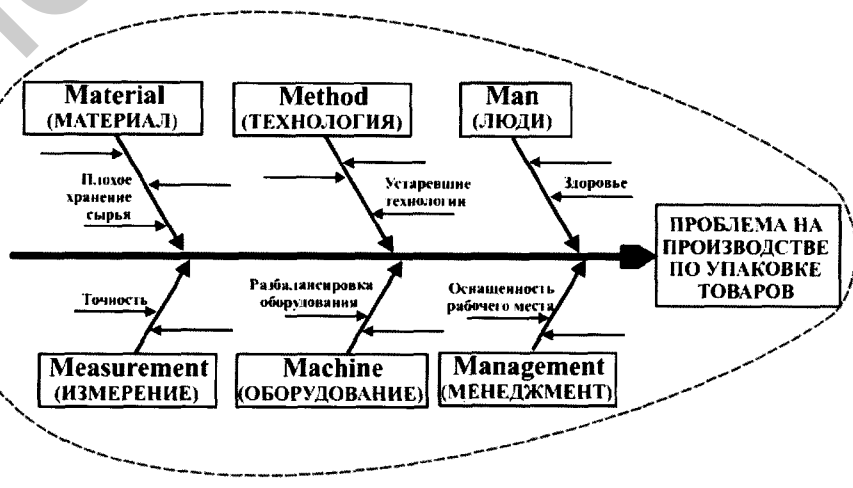 Material
(МАТЕРИАЛ)
Method
(ТЕХНОЛОГИЯ)
Man
(ЛЮДИ)
Плохое
хранение
сырья
Устаревшие
технологии
Здоровье
ПРОБЛЕМА НА
ПРОИЗВОДСТВЕ
ПО УПАКОВКЕ
ТОВАРОВ
Точность
Разбалансировка
оборудования
Оснащенность
рабочего места
Measurement
(ИЗМЕРЕНИЕ)
Machine
(ОБОРУДОВАНИЕ)
Management
(МЕНЕДЖМЕНТ)